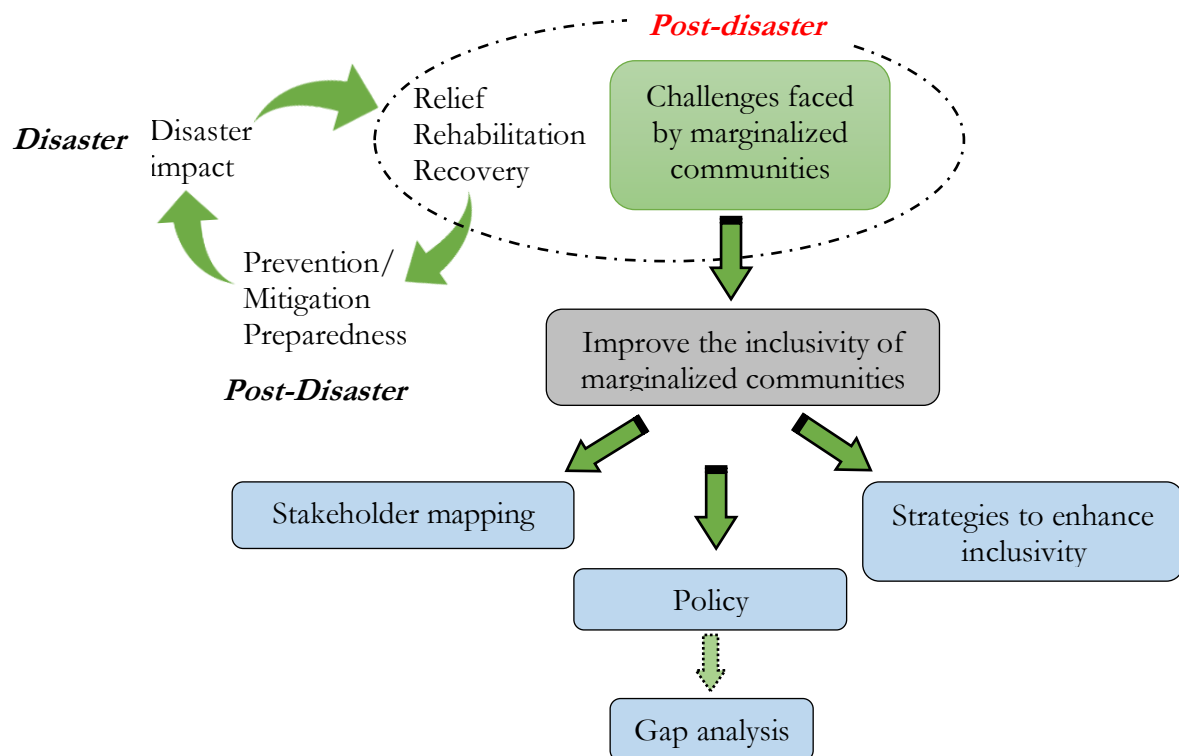 Post-disaster
Relief
Rehabilitation
Recovery
Challenges faced
by marginalized
communities
Disaster
Disaster
impact
Prevention/
Mitigation
Preparedness
Post-Disaster
Improve the inclusivity of
marginalized communities
Stakeholder mapping
Strategies to enhance
inclusivity
Policy
Gap analysis